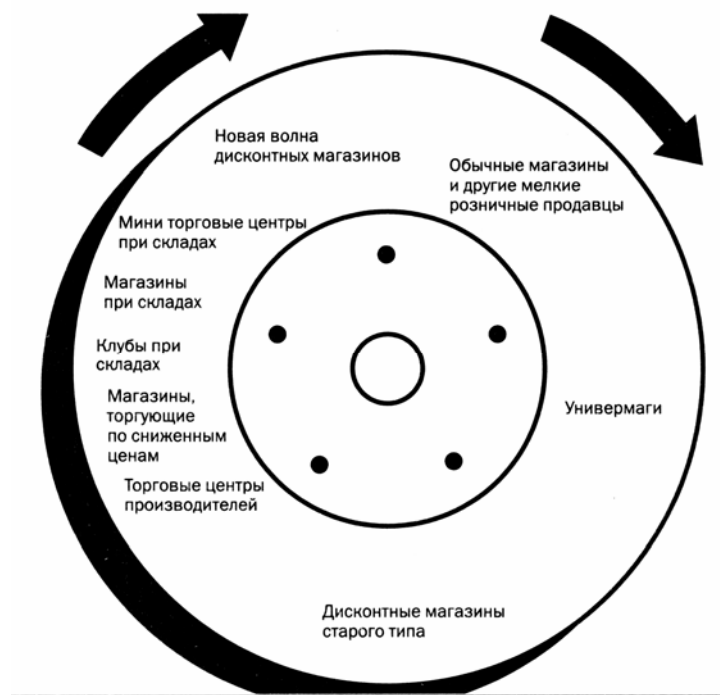 Новая волна
дисконтных магазинов
Обычные магазины
и другие мелкие
розничные продавцы
Мини торговые центры
при складах
Магазины
при складах
Клубы при
складах
Магазины,
торгующие
по сниженным
ценам
Торговые центры
производителей
Универмаги
Дисконтные магазины
старого типа